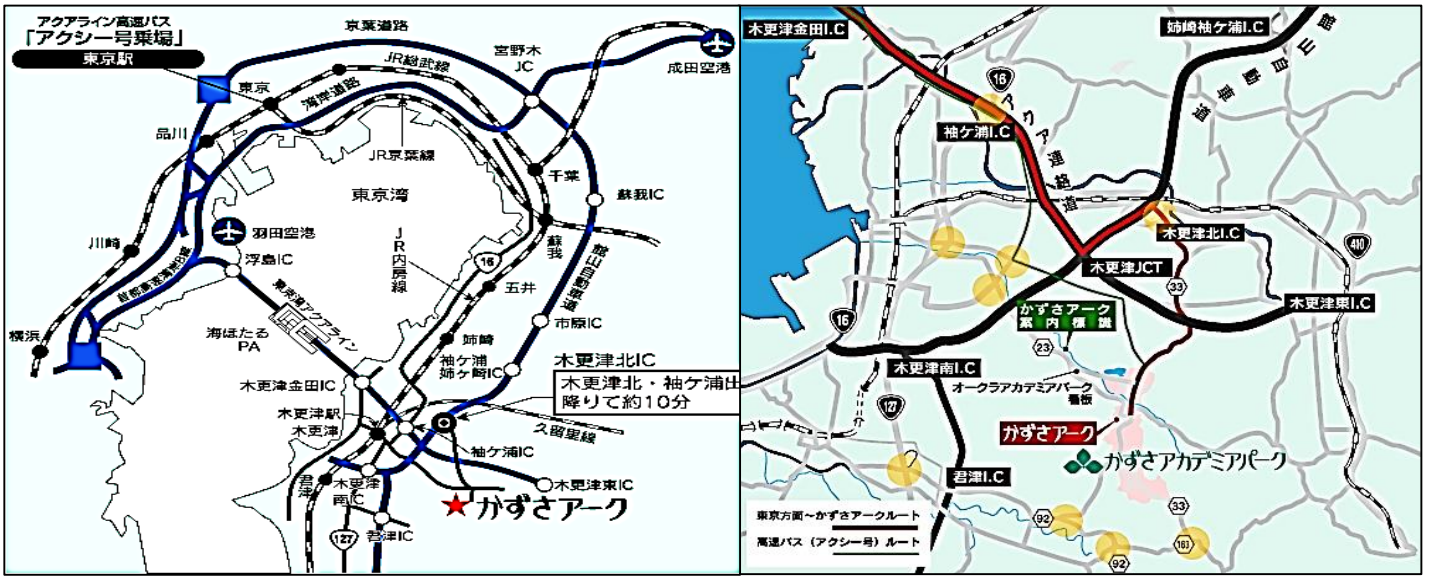 アクアライン高速バス
「アクシー号乗場」
東京駅
京葉道路
宮野木
JC
成田空港
JR総武線
東京
湾岸道路
品川
JR京葉線
千葉
東京湾
蘇我IC
羽田空港
川崎
浮島IC
首都高速湾岸B線
JR内房線
16
蘇我
五井
館山自動車道
東京湾アクアライン
市原IC
横浜
海ほたる
PA
姉崎
袖ケ浦
姉ケ崎IC
木更津北IC
木更津北・袖ケ浦出
降りて約10分
木更津金田IC
木更津駅
木更津
久留里線
袖ケ浦IC
君津
木更津
南IC
木更津東IC
かずさアーク
127
君津IC
木更津金田I.C
姉崎袖ケ浦I.C
館山自動車道
16
袖ケ浦I.C
アクア連絡道
木更津北I.C
410
木更津JCT
33
木更津東I.C
かずさアーク
案内標識
16
23
木更津南I.C
オークラアカデミアパーク
看板
127
かずさアーク
かずさアカデミアパーク
君津I.C
東京方面〜かずさアークルート
高速バス（アクシー号）ルート
92
33
163
92